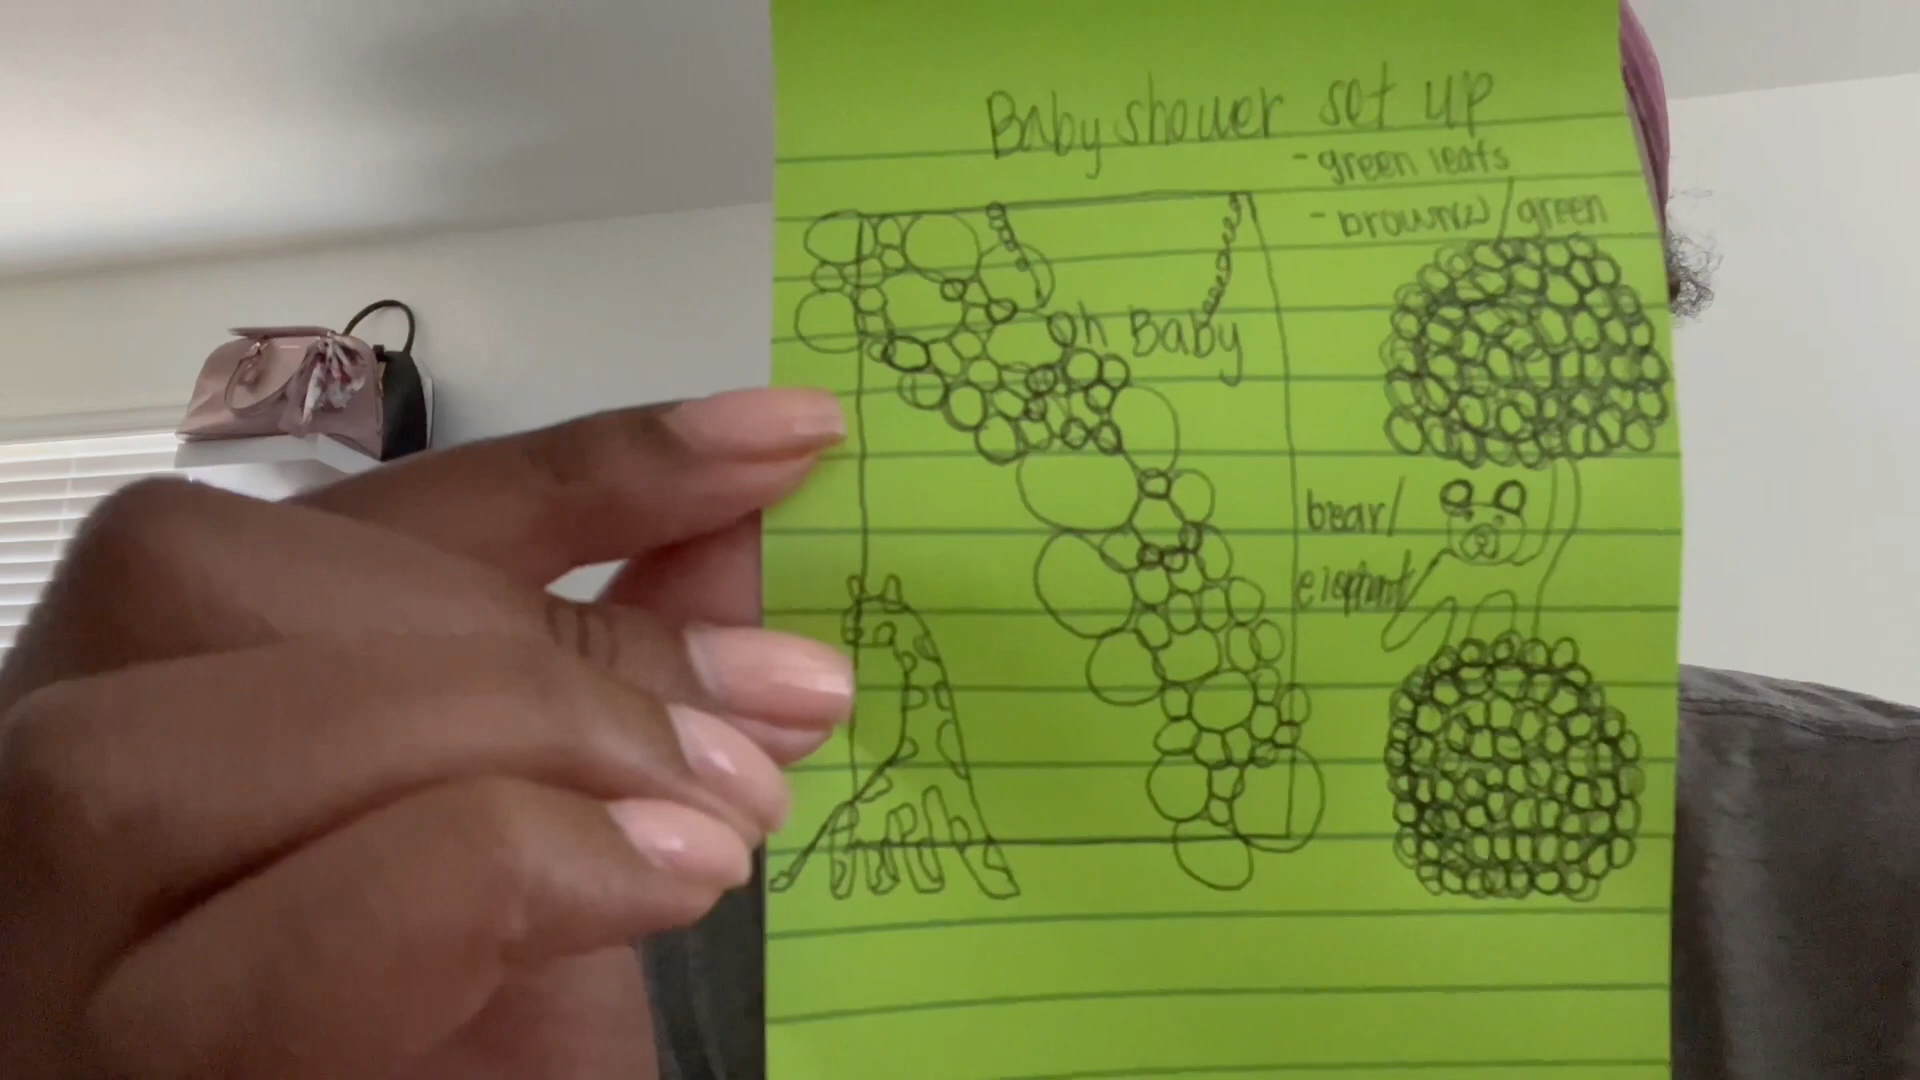 Baby shower set up
- green leafs
- brown w/ green
Oh Baby
bear/
elephant